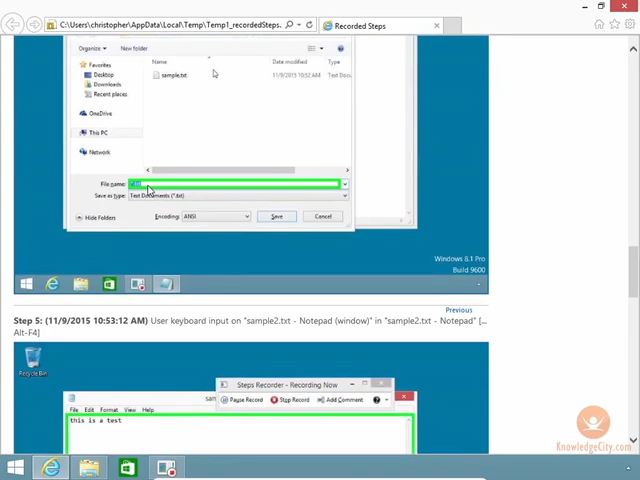 C:\Users\christopher\AppData\Local\Temp\Temp1_recordedSteps.
Recorded Steps
Organize
New folder
Favorites
Desktop
Downloads
Recent places
OneDrive
This PC
Network
Name
Date modified
Type
sample.txt
11/9/2015 10:52 AM
Text Docu
File name:
*.txt
Save as type:
Text Documents (*.txt)
Hide Folders
Encoding:
ANSI
Save
Cancel
Windows 8.1 Pro
Build 9600
Previous
Step 5: (11/9/2015 10:53:12 AM) User keyboard input on "sample2.txt - Notepad (window)" in "sample2.txt - Notepad" [...
Alt-F4]
Recycle Bin
Steps Recorder - Recording Now
Pause Record
Stop Record
Add Comment
sam
File Edit Format View Help
this is a test
KnowledgeCity.com